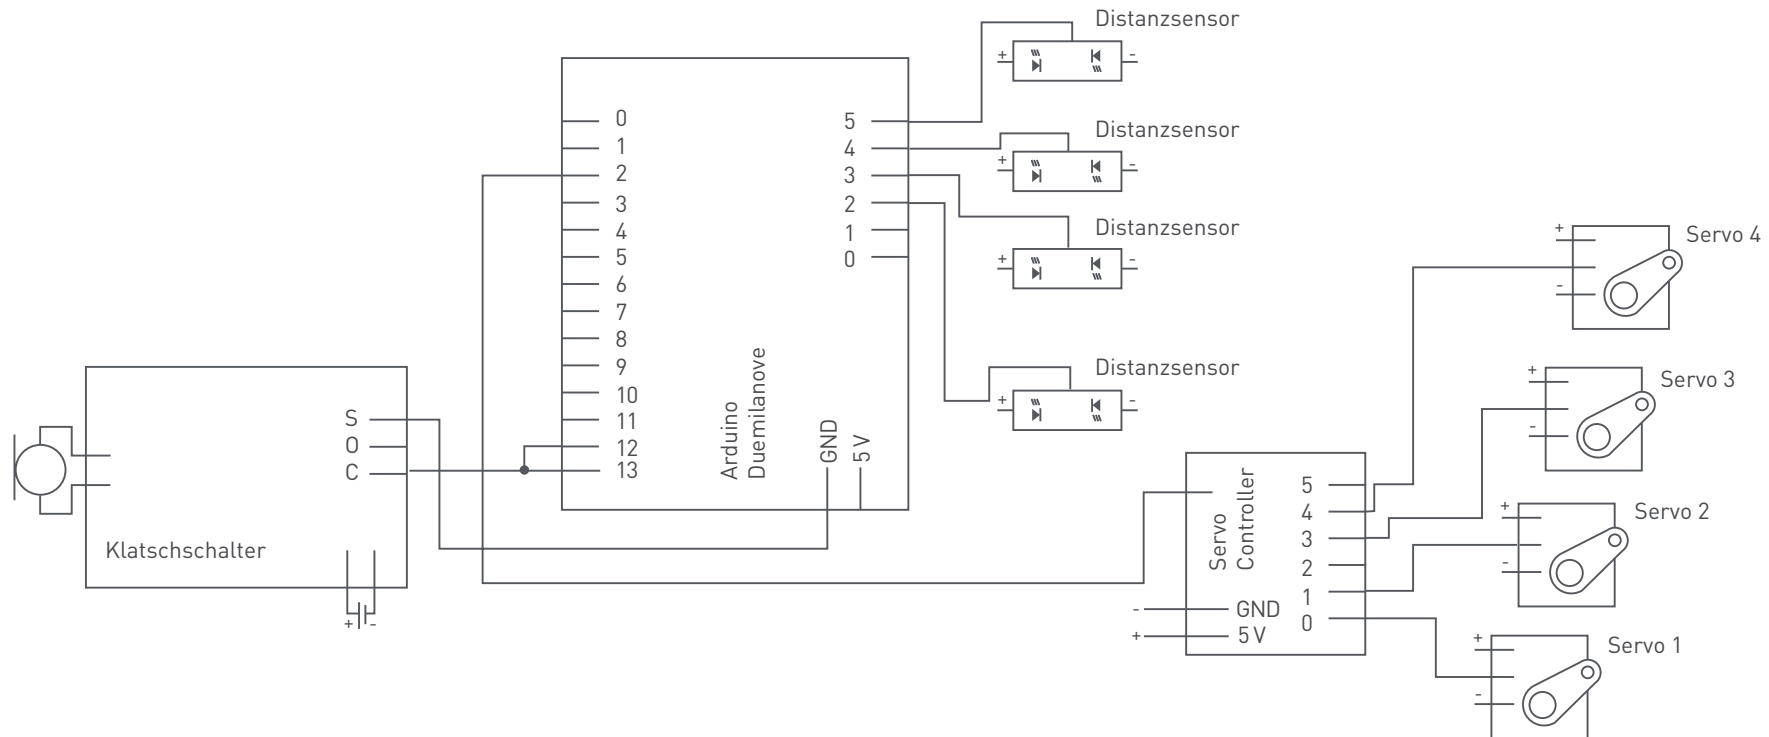 Distanzsensor
+ -
Distanzsensor
+ -
Distanzsensor
+ -
Distanzsensor
+ -
0
1
2
3
4
5
6
7
8
9
10
11
12
13
5
4
3
2
1
0
Arduino
Duemilanove
GND
5 V
S
O
C
Klatschschalter
+ -
Servo
Controller
5
4
3
2
1
0
- GND
+ 5 V
+
-
Servo 4
+
-
Servo 3
+
-
Servo 2
+
-
Servo 1